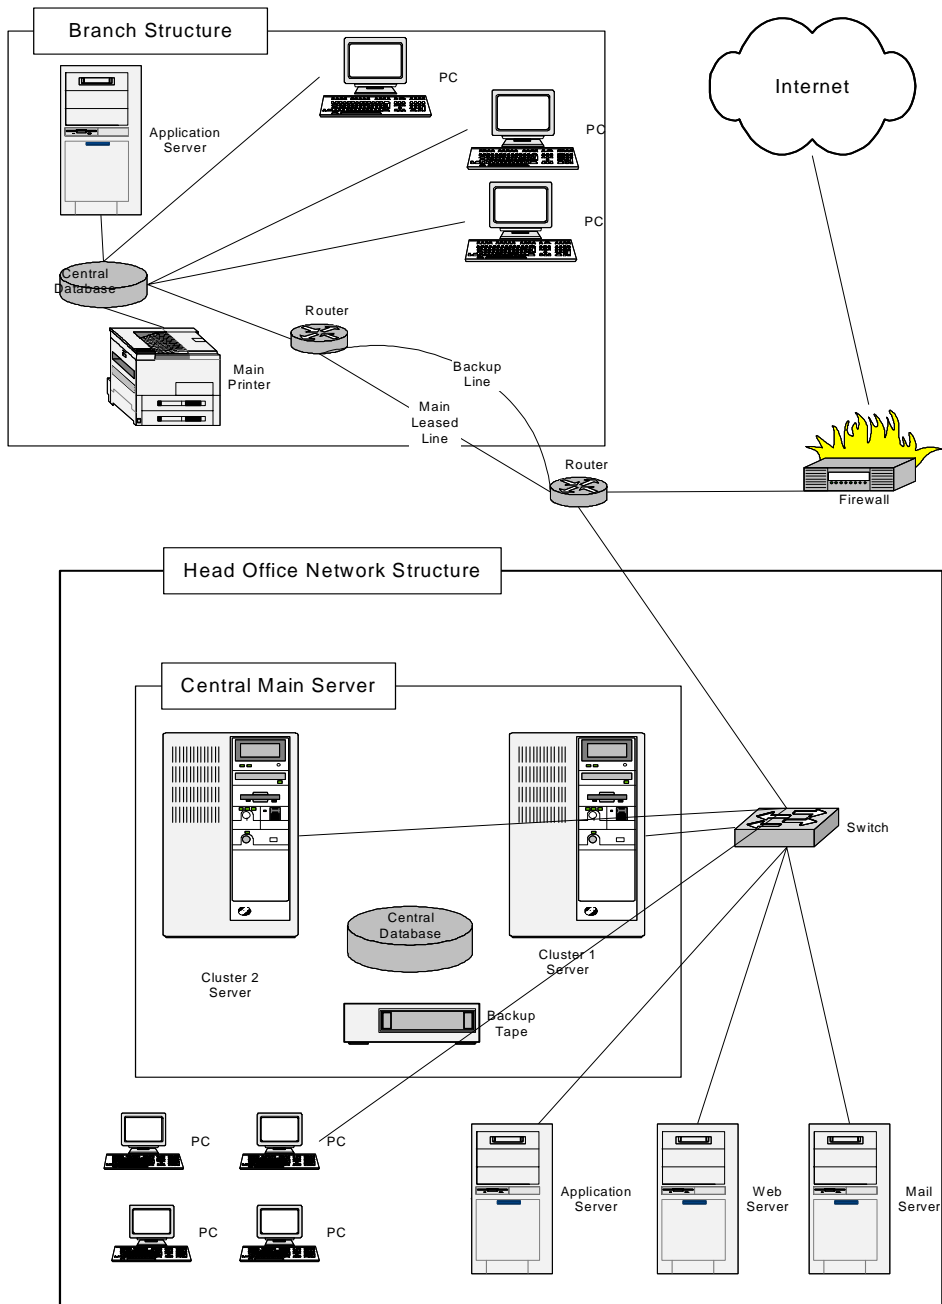 Branch Structure
PC
Internet
Application
Server
PC
PC
Central
Database
Router
Main
Printer
Backup
Line
Main
Leased
Line
Router
Firewall
Head Office Network Structure
Central Main Server
Switch
Central
Database
Cluster 1
Server
Cluster 2
Server
Backup
Tape
PC
PC
Application
Server
Web
Server
Mail
Server
PC
PC